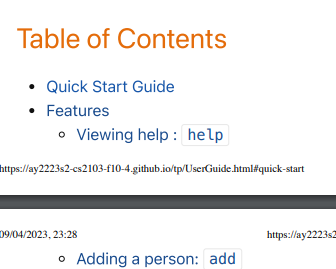 Table of Contents
Quick Start Guide
Features
Viewing help : help
https://ay2223s2-cs2103-f10-4.github.io/tp/UserGuide.html#quick-start
09/04/2023, 23:28 https://ay2223s2
Adding a person: add